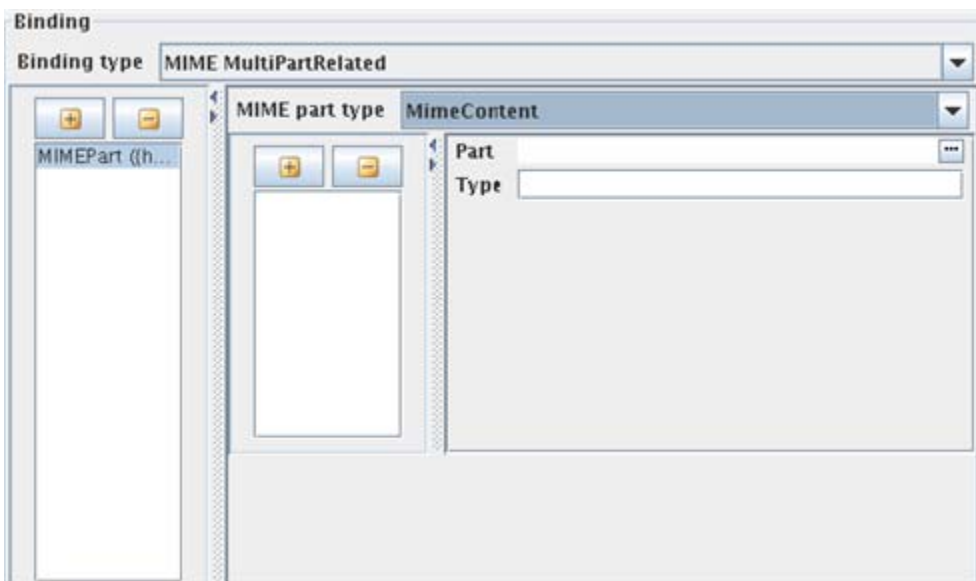 Binding
Binding type MIME MultiPartRelated
MIME part type MimeContent
MIMEPart ((h...
Part
Type